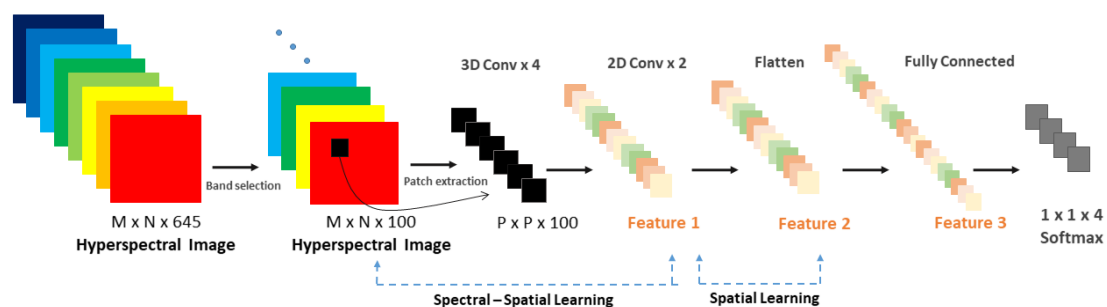 3D Conv x 4
2D Conv x 2
Flatten
Fully Connected
Band selection
Patch extraction
M x N x 645
Hyperspectral Image
M x N x 100
Hyperspectral Image
P x P x 100
Feature 1
Feature 2
Feature 3
1 x 1 x 4
Softmax
Spectral – Spatial Learning
Spatial Learning